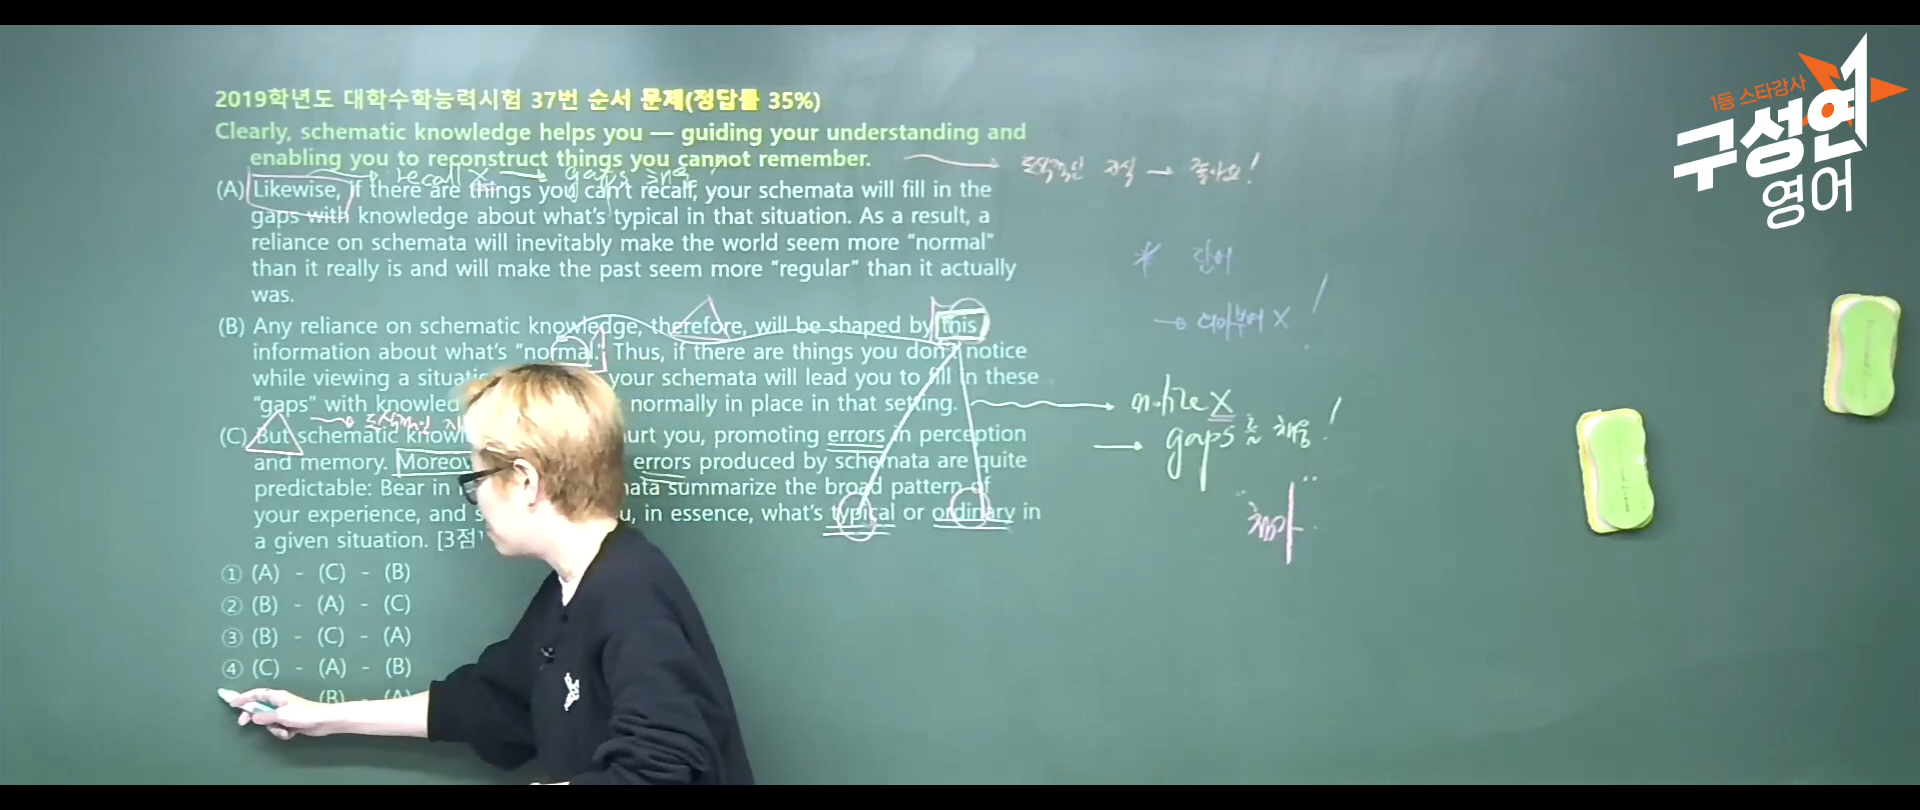 1등 스타강사
구성연
영어
2019학년도 대학수학능력시험 37번 순서 문제(정답률 35%)
Clearly, schematic knowledge helps you — guiding your understanding and
enabling you to reconstruct things you cannot remember.
→ 도식적인 지식 → 좋아요!
recall X → gaps 채움!
(A) Likewise, if there are things you can't recall, your schemata will fill in the
gaps with knowledge about what's typical in that situation. As a result, a
reliance on schemata will inevitably make the world seem more "normal"
than it really is and will make the past seem more "regular" than it actually
was.
* 단어
→ X !
(B) Any reliance on schematic knowledge, therefore, will be shaped by this
information about what's "normal." Thus, if there are things you don't notice
while viewing a your schemata will lead you to fill in these
"gaps" with normally in place in that setting.
→ notice X
→ gaps를 채움!
→ 도식적인
(C) But schematic you, promoting errors in perception
and memory. errors produced by schemata are quite
predictable: Bear in summarize the broad pattern of
your experience, and in essence, what's typical or ordinary in
a given situation. [3점]
① (A) - (C) - (B)
② (B) - (A) - (C)
③ (B) - (C) - (A)
④ (C) - (A) - (B)
(B) - (A)